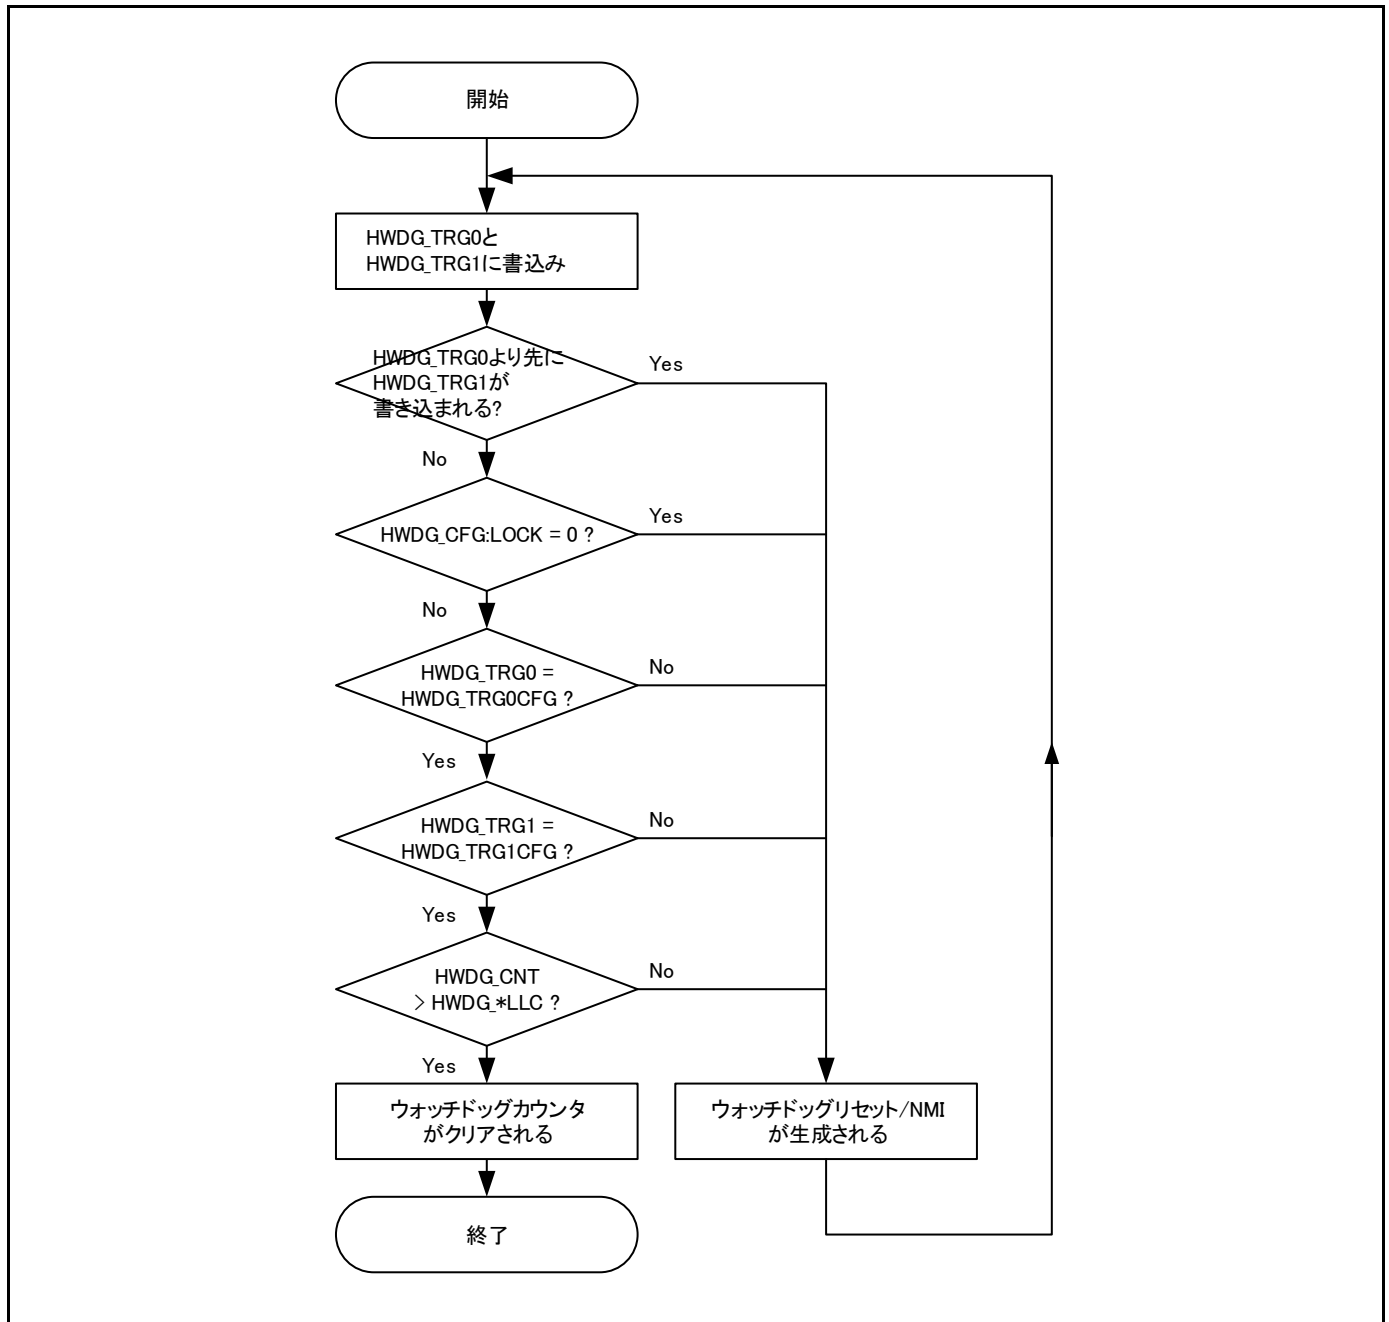 開始
HWDG_TRG0と
HWDG_TRG1に書込み
HWDG_TRG0より先に
HWDG_TRG1が
書き込まれる?
Yes
No
HWDG_CFG:LOCK = 0 ?
Yes
No
HWDG_TRG0 =
HWDG_TRG0CFG ?
No
Yes
HWDG_TRG1 =
HWDG_TRG1CFG ?
No
Yes
HWDG_CNT
> HWDG_*LLC ?
No
Yes
ウォッチドッグカウンタ
がクリアされる
ウォッチドッグリセット/NMI
が生成される
終了